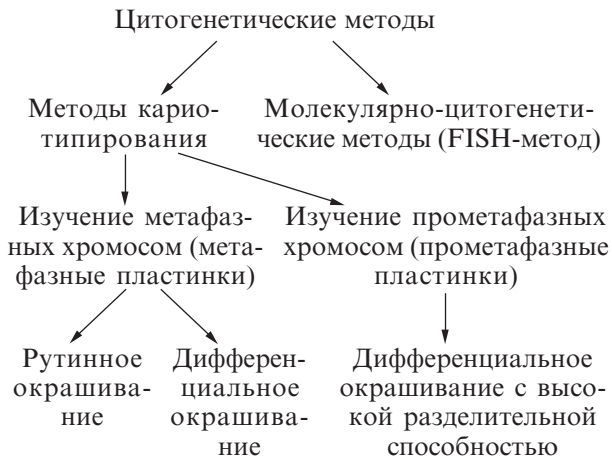 Цитогенетические методы
Методы карио-
типирования
Молекулярно-цитогенети-
ческие методы (FISH-метод)
Изучение метафаз-
ных хромосом (мета-
фазные пластинки)
Изучение прометафазных
хромосом (прометафазные
пластинки)
Рутинное
окрашива-
ние
Дифферен-
циальное
окрашива-
ние
Дифференциальное
окрашивание с высо-
кой разделительной
способностью